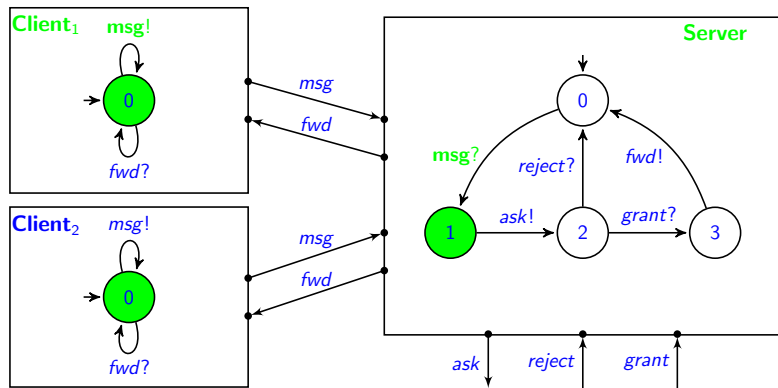 Client₁
msg!
0
fwd?
msg
fwd
Server
0
msg?
reject?
fwd!
1
ask!
2
grant?
3
Client₂
msg!
0
fwd?
msg
fwd
ask
reject
grant